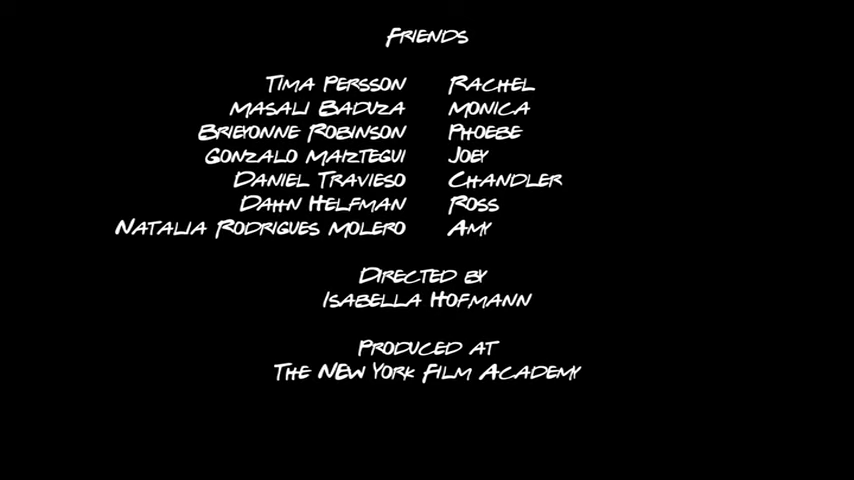 Friends
Tima Persson Rachel
Masali Baduza Monica
Brieyonne Robinson Phoebe
Gonzalo Maiztegui Joey
Daniel Travieso Chandler
Dahn Helfman Ross
Natalia Rodrigues Molero Amy
Directed by
Isabella Hofmann
Produced at
The New York Film Academy